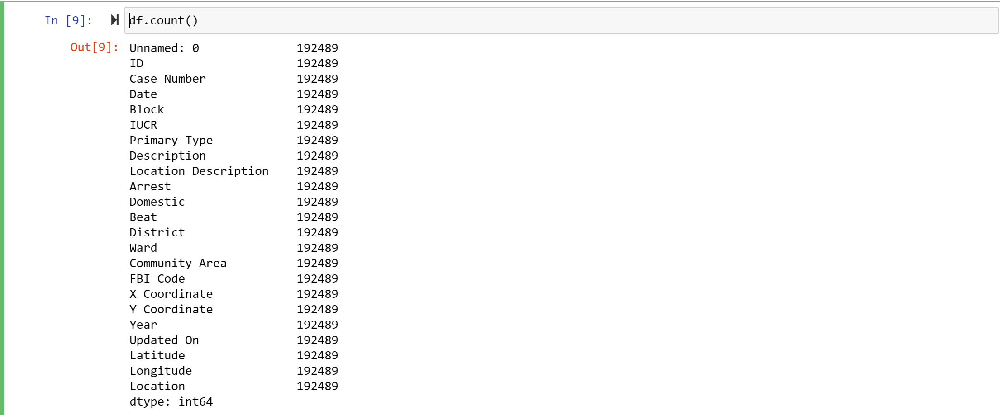 In [9]: df.count()
Out[9]: Unnamed: 0 192489
ID 192489
Case Number 192489
Date 192489
Block 192489
IUCR 192489
Primary Type 192489
Description 192489
Location Description 192489
Arrest 192489
Domestic 192489
Beat 192489
District 192489
Ward 192489
Community Area 192489
FBI Code 192489
X Coordinate 192489
Y Coordinate 192489
Year 192489
Updated On 192489
Latitude 192489
Longitude 192489
Location 192489
dtype: int64